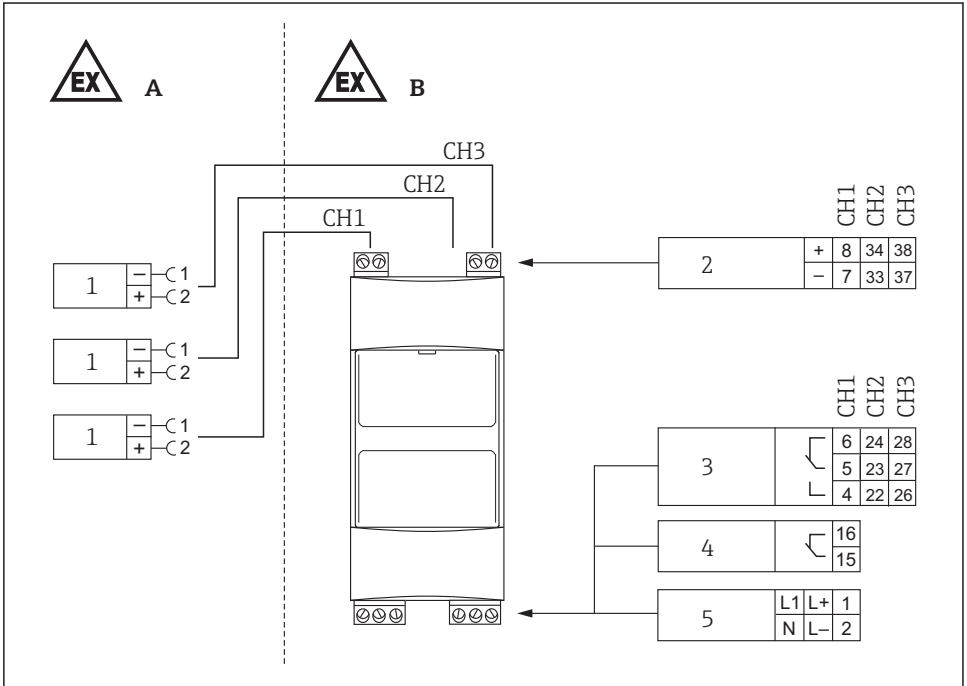 EX A
EX B
CH3
CH2
CH1
1 − 1
+ 2
1 − 1
+ 2
1 − 1
+ 2
CH1 CH2 CH3
2 + 8 34 38
− 7 33 37
CH1 CH2 CH3
3 6 24 28
5 23 27
4 22 26
4 16
15
5 L1 L+ 1
N L− 2